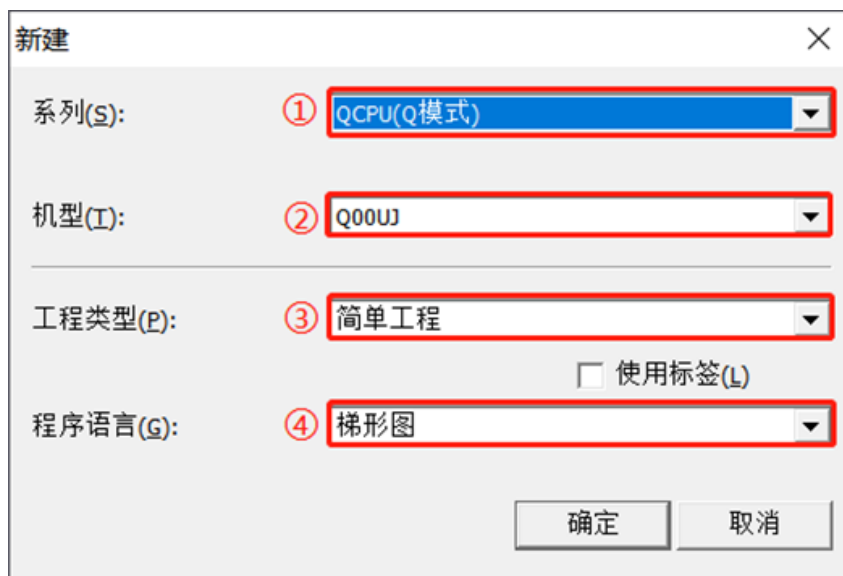 新建
系列(S): ① QCPU(Q模式)
机型(T): ② Q00UJ
工程类型(P): ③ 简单工程
使用标签(L)
程序语言(G): ④ 梯形图
确定 取消